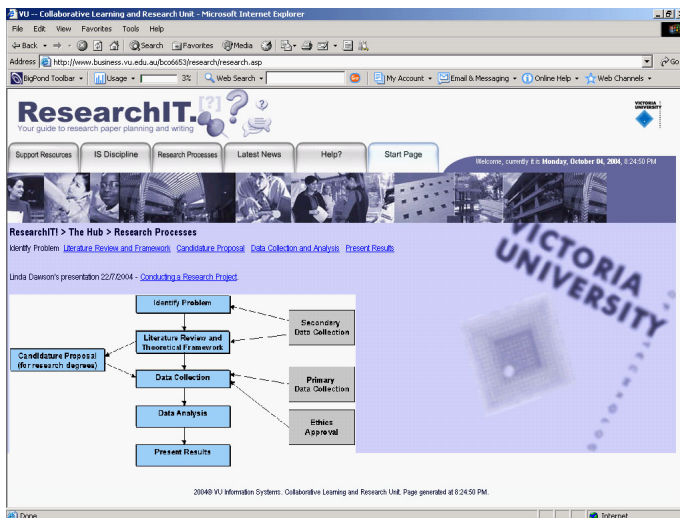 VU -- Collaborative Learning and Research Unit - Microsoft Internet Explorer
File Edit View Favorites Tools Help
Back Search Favorites Media
Address http://www.business.vu.edu.au/bco6653/research/research.asp Go
BigPond Toolbar Usage 3% Web Search My Account Email & Messaging Online Help Web Channels
ResearchIT.
[?] ? ?
Your guide to research paper planning and writing
VICTORIA UNIVERSITY
Support Resources IS Discipline Research Processes Latest News Help? Start Page
Welcome, currently it is Monday, October 04, 2004, 8:24:50 PM
ResearchIT! > The Hub > Research Processes
Identify Problem Literature Review and Framework Candidature Proposal Data Collection and Analysis Present Results
Linda Dawson's presentation 22/7/2004 - Conducting a Research Project.
VICTORIA
UNIVERSITY
Identify Problem
Secondary
Data Collection
Literature Review and
Theoretical Framework
Candidature Proposal
(for research degrees)
Data Collection
Primary
Data Collection
Data Analysis
Ethics
Approval
Present Results
2004© VU Information Systems. Collaborative Learning and Research Unit. Page generated at 8:24:50 PM.
Done Internet